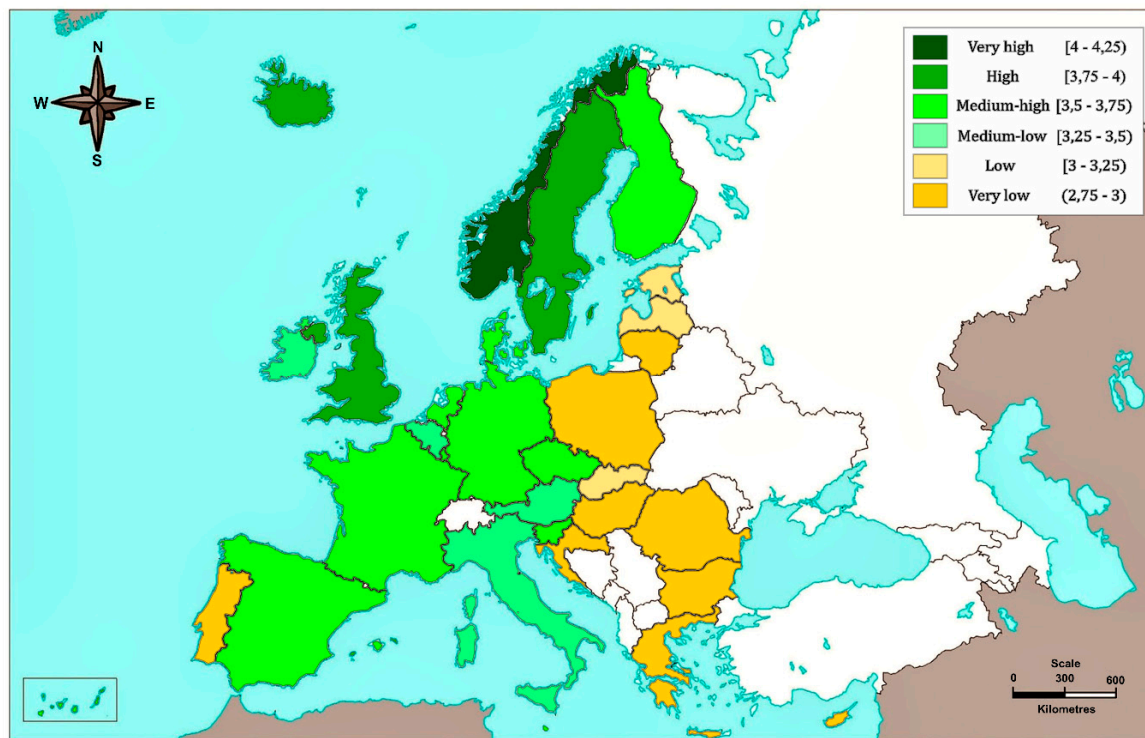 N
W E
S
Very high [4 - 4,25)
High [3,75 - 4)
Medium-high [3,5 - 3,75)
Medium-low [3,25 - 3,5)
Low [3 - 3,25)
Very low (2,75 - 3)
Scale
0 300 600
Kilometres